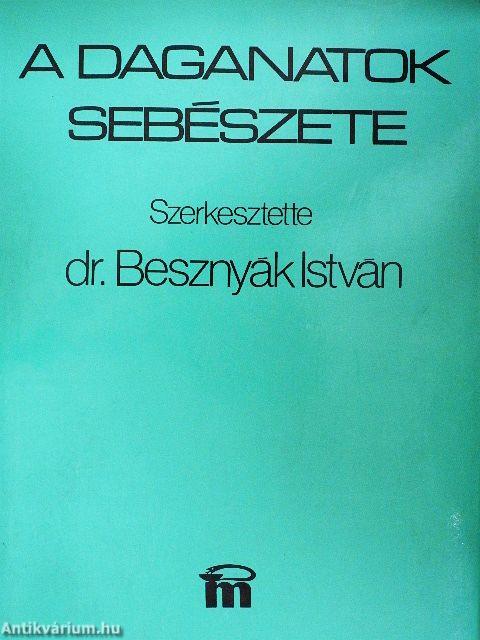 A DAGANATOK
SEBÉSZETE
Szerkesztette
dr. Besznyák István
m
Antikvárium.hu